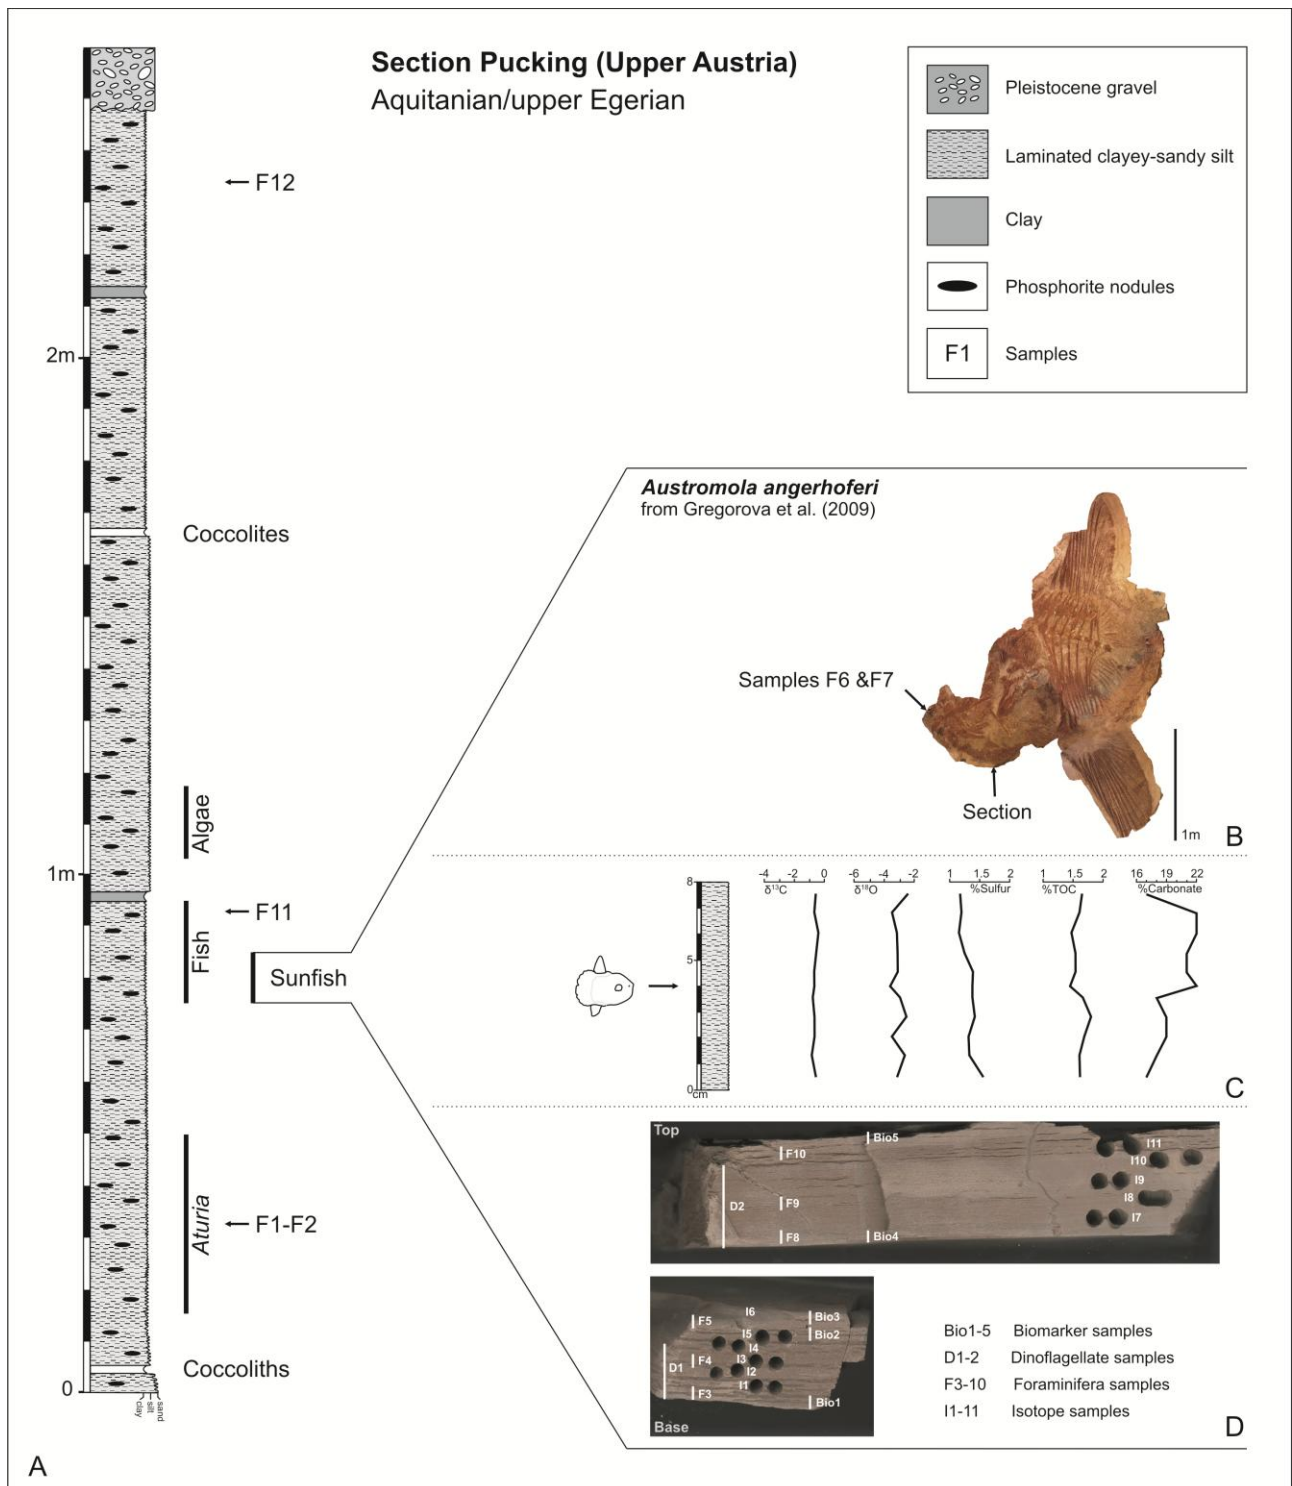 Section Pucking (Upper Austria)
Aquitanian/upper Egerian
Pleistocene gravel
Laminated clayey-sandy silt
Clay
Phosphorite nodules
F1 Samples
F12
2m
Coccolites
Algae
1m
F11
Fish
Sunfish
Aturia
F1-F2
Coccoliths
0
clay
silt
sand
A
Austromola angerhoferi
from Gregorova et al. (2009)
Samples F6 &F7
Section
1m
B
-4 -2 0
δ¹³C
-6 -4 -2
δ¹⁸O
1 1,5 2
%Sulfur
1 1,5 2
%TOC
16 19 22
%Carbonate
8
5
0
cm
C
Top
Bio5
F10
I11
I10
I9
D2
F9
I8
I7
F8
Bio4
I6
F5
Bio3
I5
Bio2
I4
D1
F4
I3
I2
I1
F3
Bio1
Base
Bio1-5 Biomarker samples
D1-2 Dinoflagellate samples
F3-10 Foraminifera samples
I1-11 Isotope samples
D